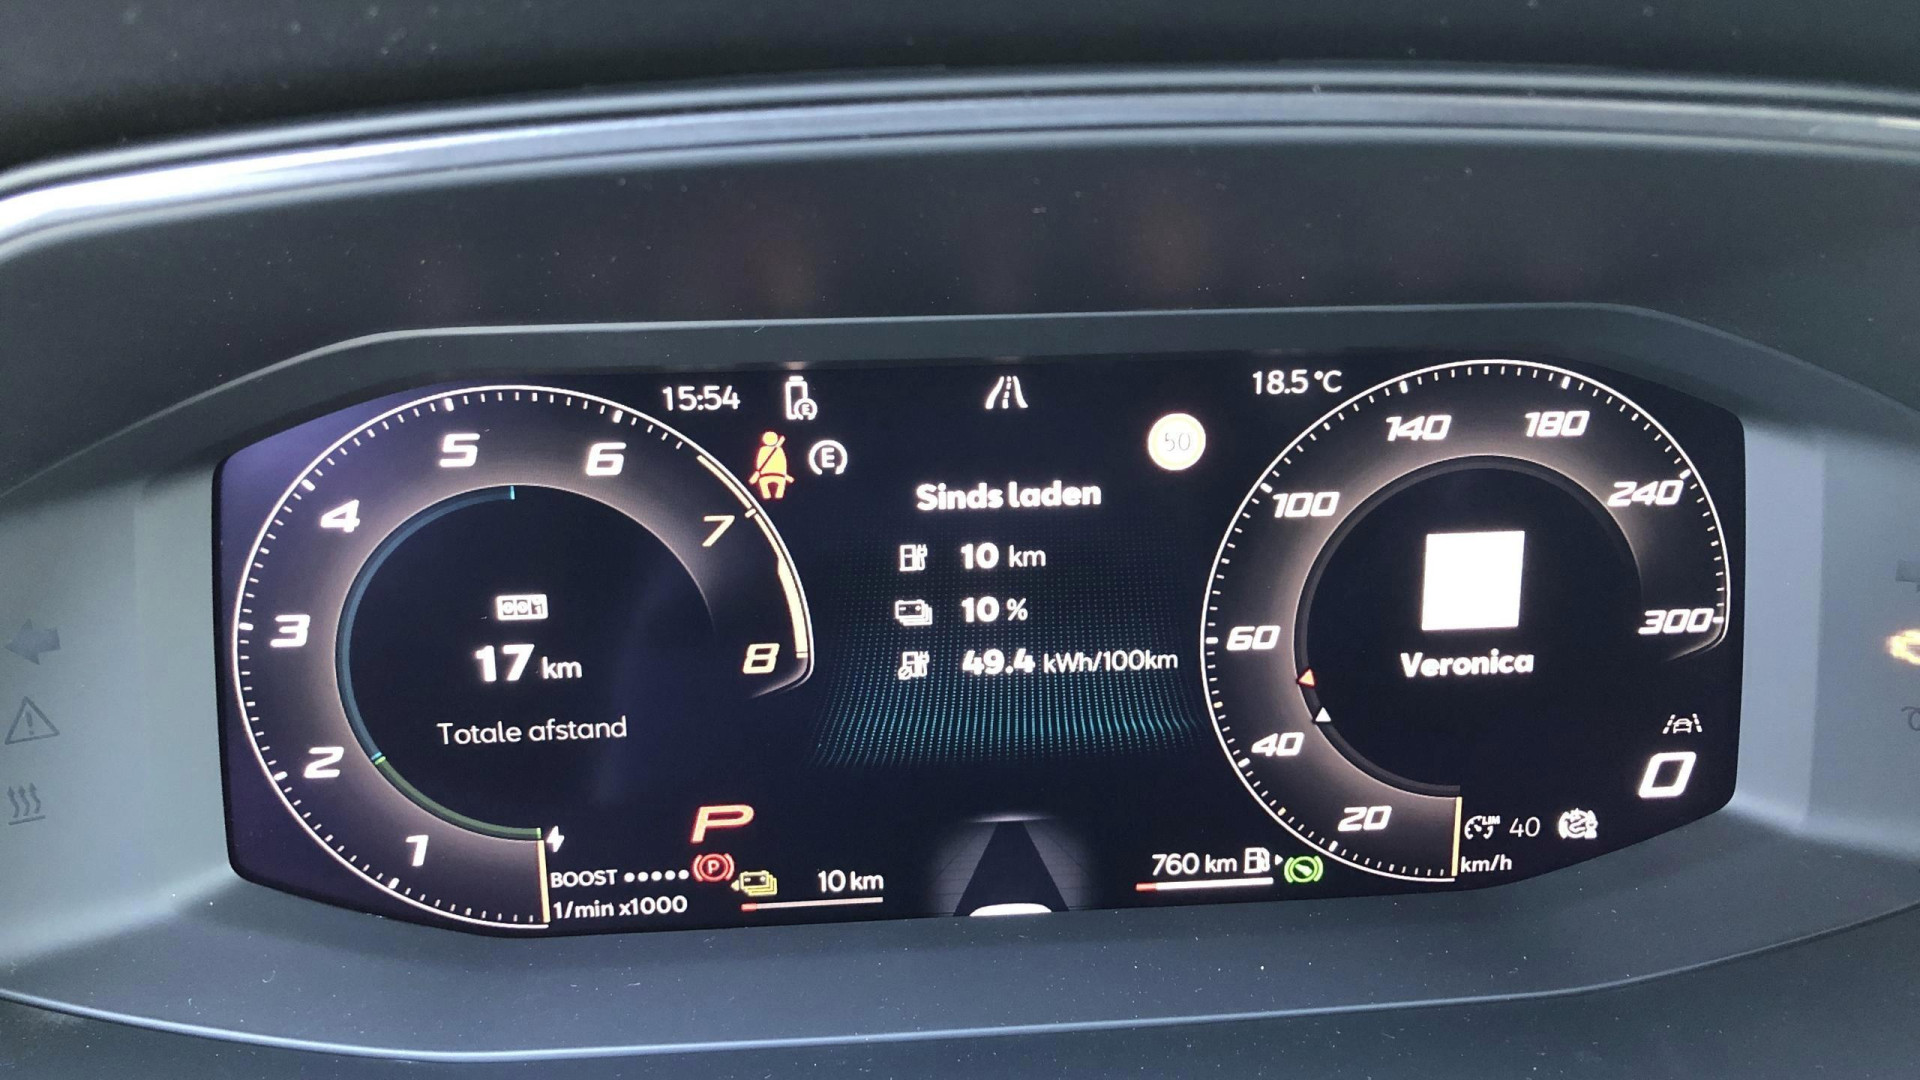 15:54
18.5 °C
E
50
Sinds laden
10 km
10 %
49.4 kWh/100km
1
2
3
4
5
6
7
8
17 km
Totale afstand
P
BOOST
1/min x1000
P
10 km
760 km
20
40
60
100
140
180
240
300
Veronica
0
LIM 40
km/h